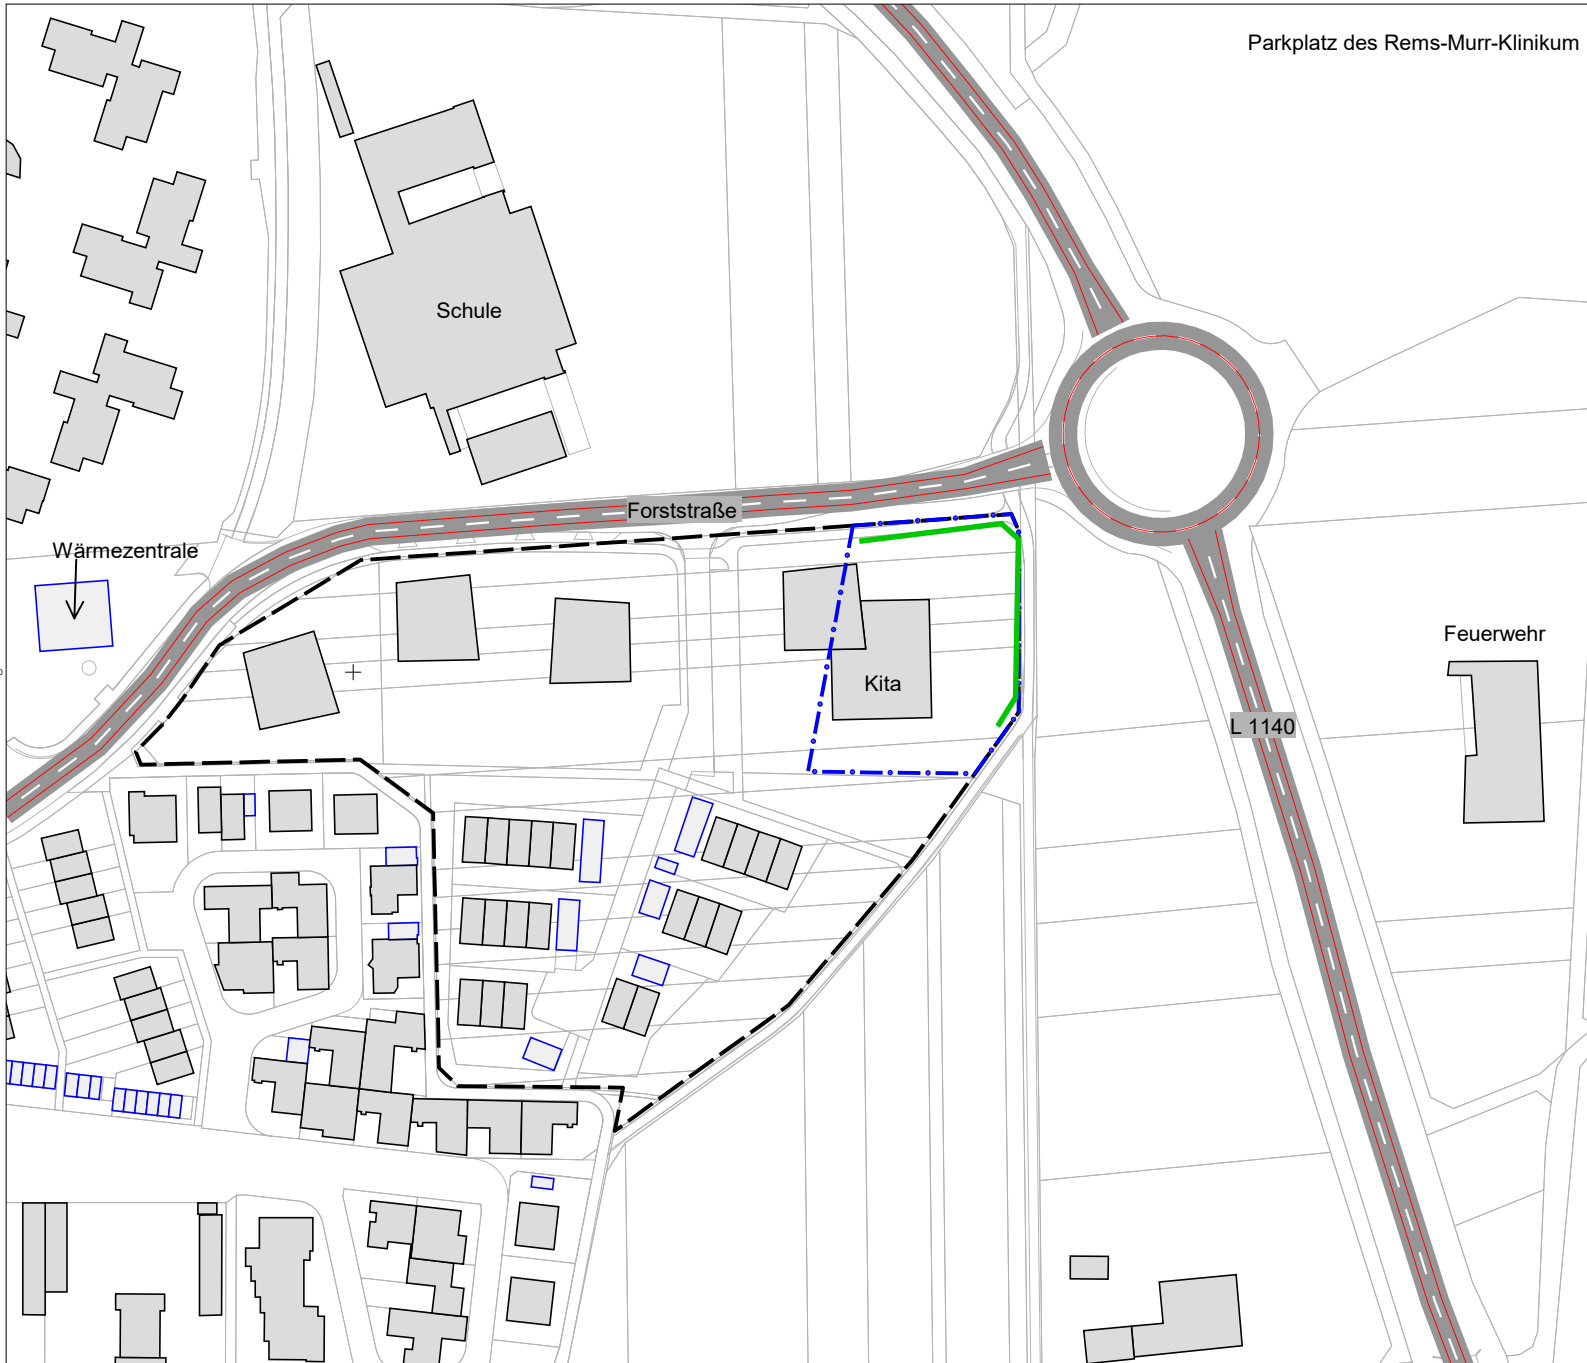 Parkplatz des Rems-Murr-Klinikum
Schule
Forststraße
Wärmezentrale
Feuerwehr
Kita
L 1140